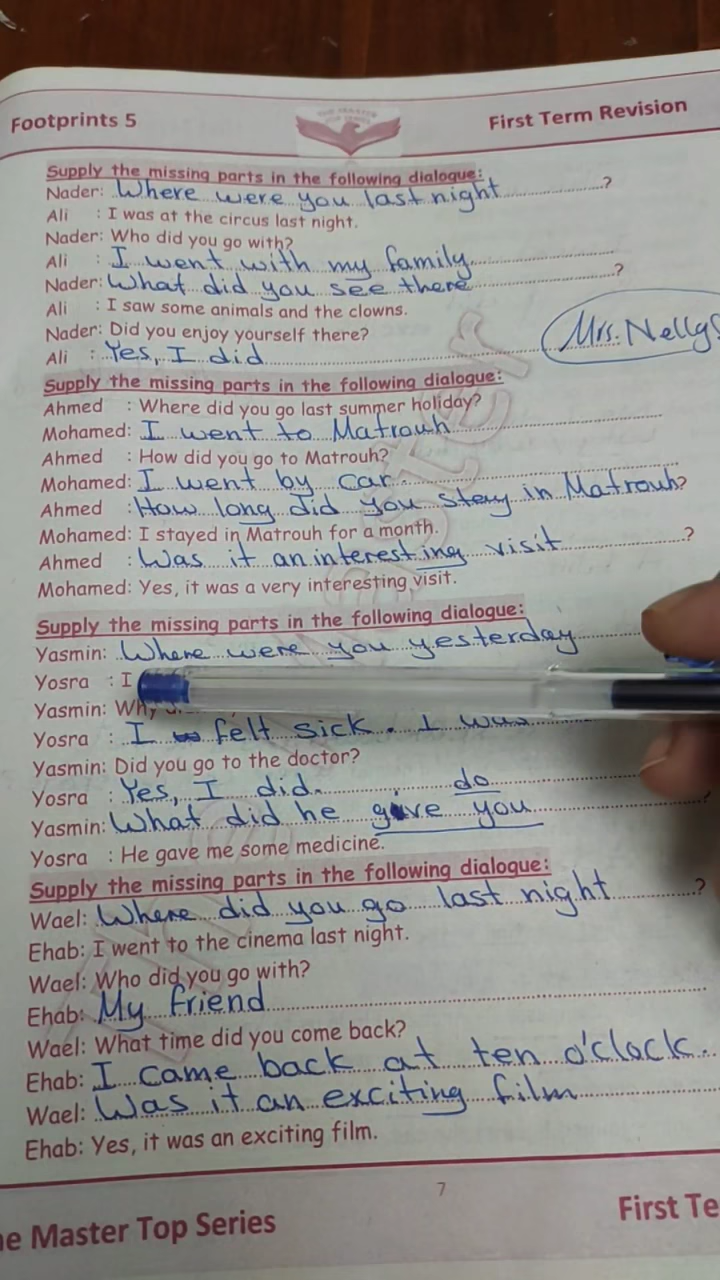 Footprints 5 First Term Revision
THE MASTER
TOP SERIES
Supply the missing parts in the following dialogue:
Nader: Where were you last night ?
Ali : I was at the circus last night.
Nader: Who did you go with?
Ali : I went with my family
Nader: What did you see there ?
Ali : I saw some animals and the clowns.
Nader: Did you enjoy yourself there?
Ali : Yes, I did
Mrs. Nelly
Supply the missing parts in the following dialogue:
Ahmed : Where did you go last summer holiday?
Mohamed: I went to Matrouh
Ahmed : How did you go to Matrouh?
Mohamed: I went by car.
Ahmed : How long did you stay in Matrouh?
Mohamed: I stayed in Matrouh for a month.
Ahmed : Was it an interesting visit ?
Mohamed: Yes, it was a very interesting visit.
Supply the missing parts in the following dialogue:
Yasmin: Where were you yesterday
Yosra : I
Yasmin: Why
Yosra : I felt sick. I was
Yasmin: Did you go to the doctor?
Yosra : Yes, I did. do
Yasmin: What did he give you ?
Yosra : He gave me some medicine.
Supply the missing parts in the following dialogue:
Wael: Where did you go last night ?
Ehab: I went to the cinema last night.
Wael: Who did you go with?
Ehab: My friend
Wael: What time did you come back?
Ehab: I came back at ten o'clock.
Wael: Was it an exciting film
Ehab: Yes, it was an exciting film.
7
Master Top Series First
The Master